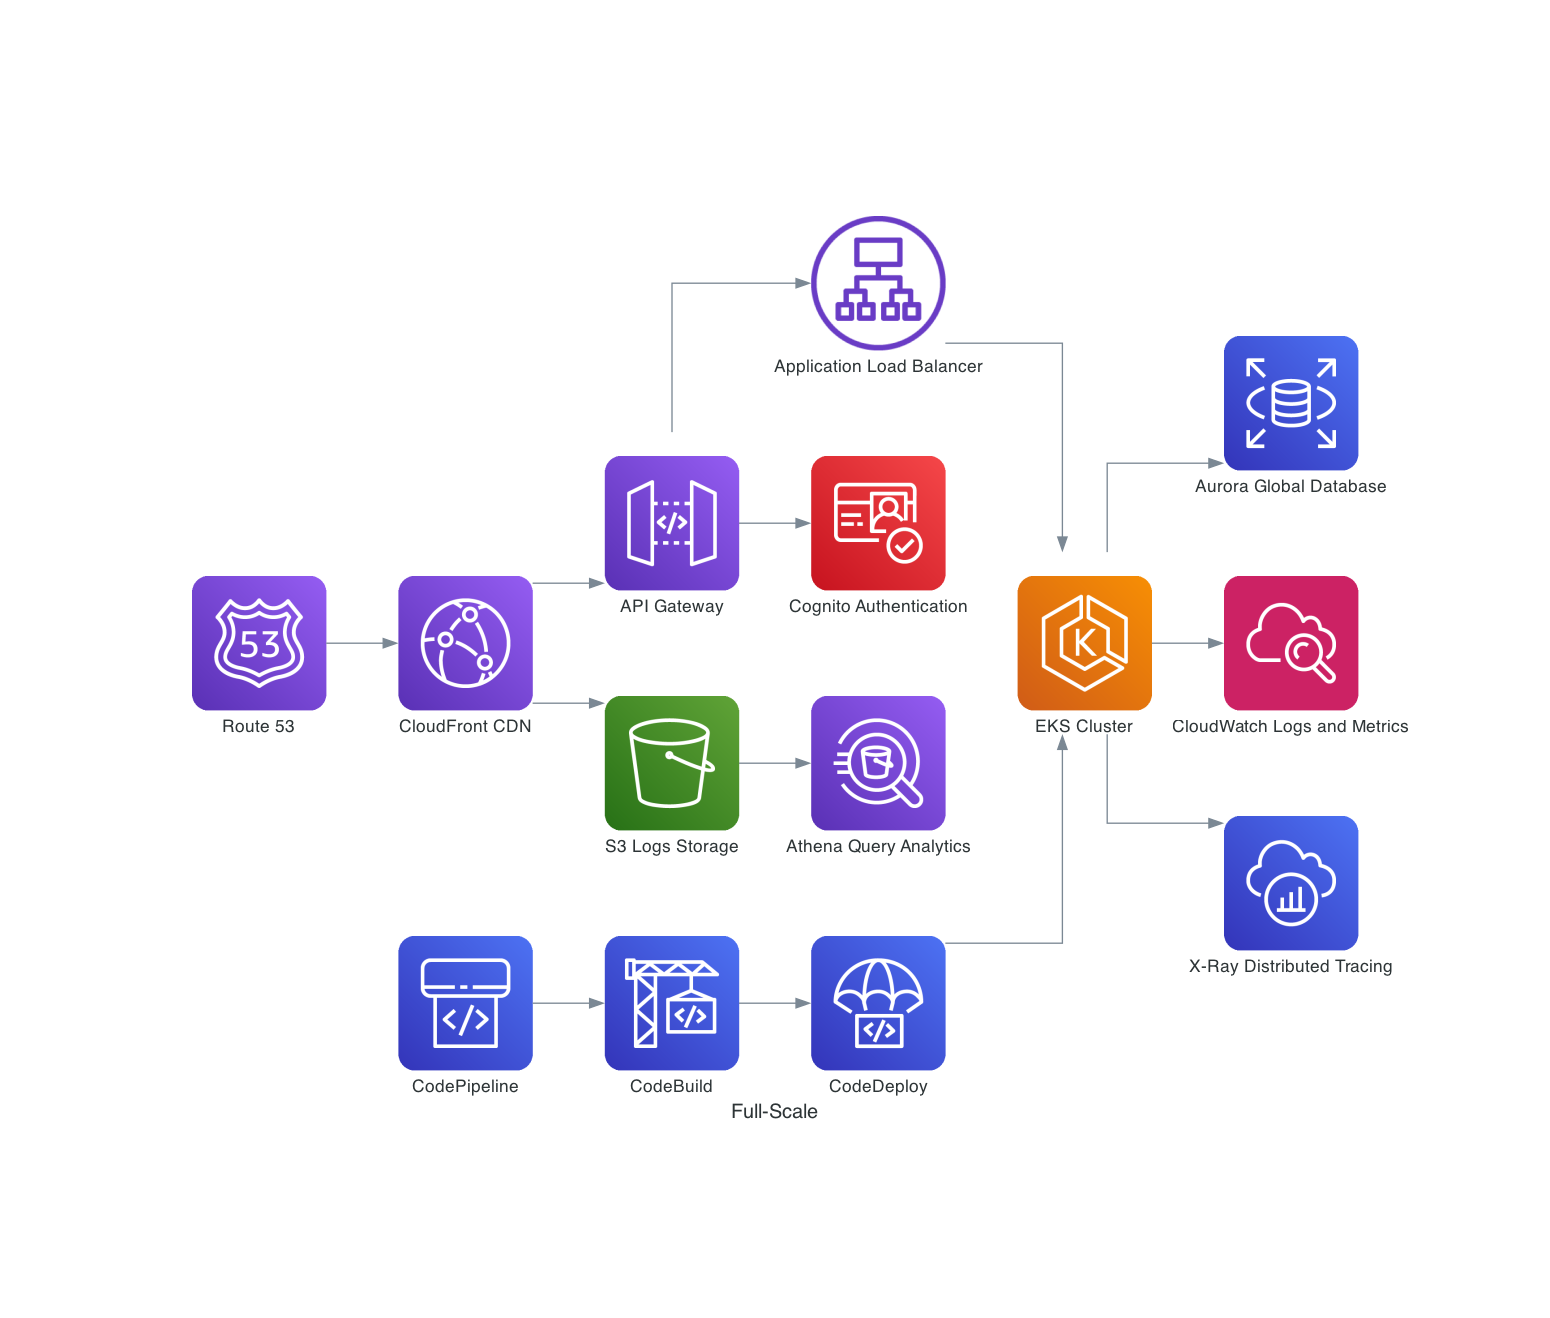 Application Load Balancer
Aurora Global Database
API Gateway
Cognito Authentication
53
Route 53
CloudFront CDN
K
EKS Cluster
CloudWatch Logs and Metrics
S3 Logs Storage
Athena Query Analytics
X-Ray Distributed Tracing
CodePipeline
CodeBuild
CodeDeploy
Full-Scale